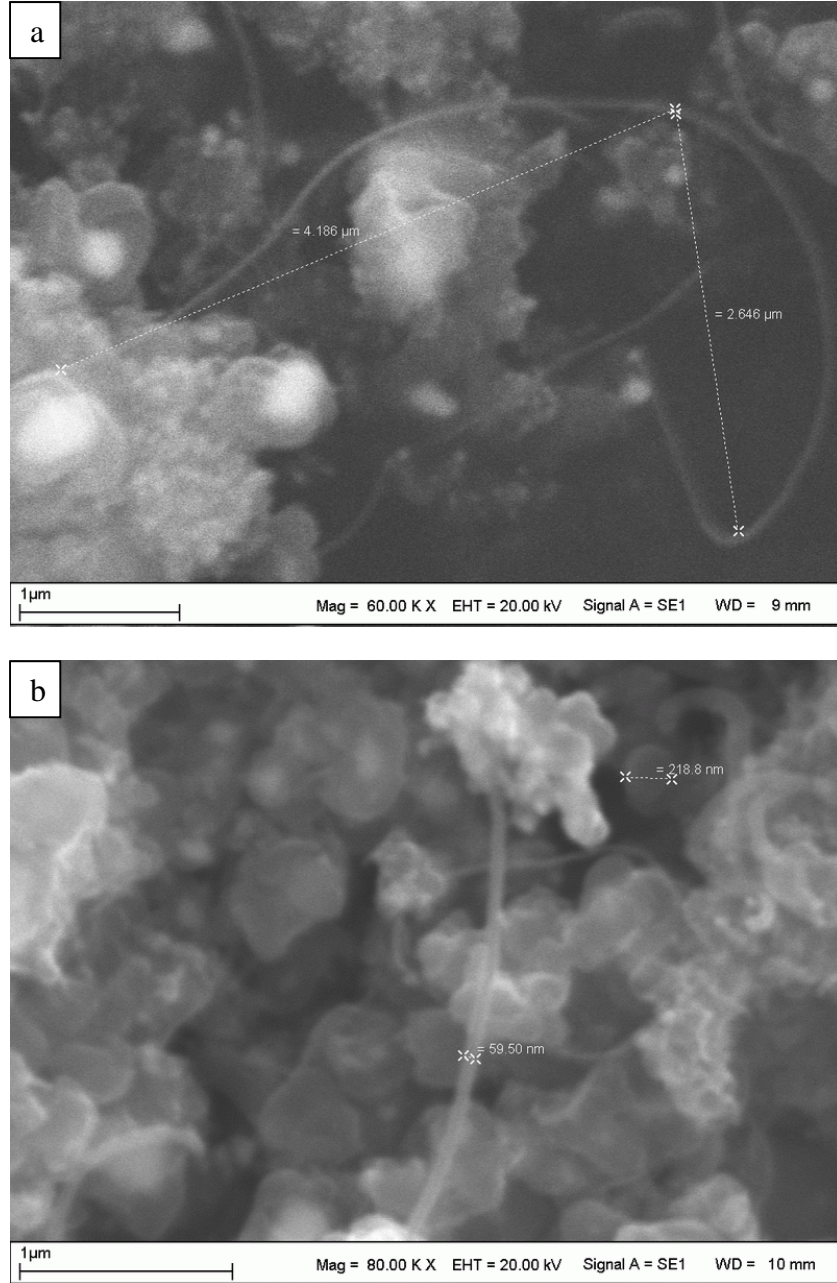 a
= 4.186 µm
= 2.646 µm
1µm
Mag = 60.00 K X EHT = 20.00 kV Signal A = SE1 WD = 9 mm
b
= 218.8 nm
= 59.50 nm
1µm
Mag = 80.00 K X EHT = 20.00 kV Signal A = SE1 WD = 10 mm